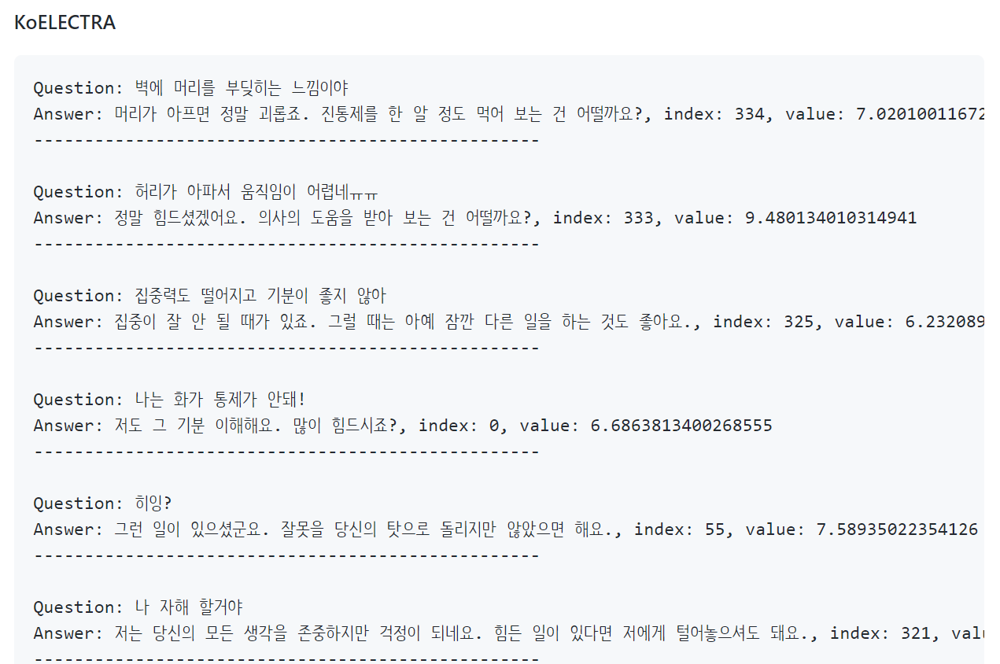 KoELECTRA
Question: 벽에 머리를 부딪히는 느낌이야
Answer: 머리가 아프면 정말 괴롭죠. 진통제를 한 알 정도 먹어 보는 건 어떨까요?, index: 334, value: 7.02010011672
--------------------------------------------------
Question: 허리가 아파서 움직임이 어렵네ㅠㅠ
Answer: 정말 힘드셨겠어요. 의사의 도움을 받아 보는 건 어떨까요?, index: 333, value: 9.480134010314941
--------------------------------------------------
Question: 집중력도 떨어지고 기분이 좋지 않아
Answer: 집중이 잘 안 될 때가 있죠. 그럴 때는 아예 잠깐 다른 일을 하는 것도 좋아요., index: 325, value: 6.232089
--------------------------------------------------
Question: 나는 화가 통제가 안돼!
Answer: 저도 그 기분 이해해요. 많이 힘드시죠?, index: 0, value: 6.6863813400268555
--------------------------------------------------
Question: 히잉?
Answer: 그런 일이 있으셨군요. 잘못을 당신의 탓으로 돌리지만 않았으면 해요., index: 55, value: 7.58935022354126
--------------------------------------------------
Question: 나 자해 할거야
Answer: 저는 당신의 모든 생각을 존중하지만 걱정이 되네요. 힘든 일이 있다면 저에게 털어놓으셔도 돼요., index: 321, valu
--------------------------------------------------